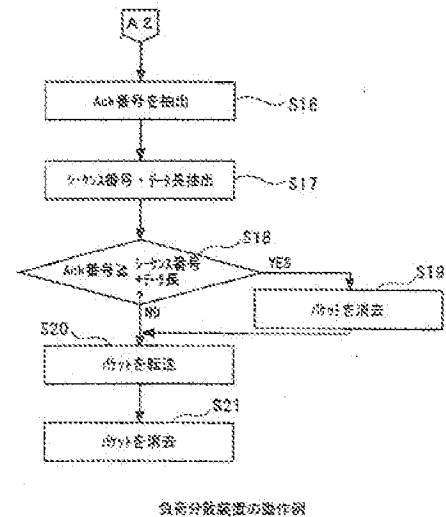 A2
Ack番号を抽出
S16
シーケンス番号・データ長抽出
S17
S18
Ack番号≧シーケンス番号
+データ長
?
YES
S19
NO
パケットを消去
S20
パケットを転送
S21
パケットを消去
負荷分散装置の動作例